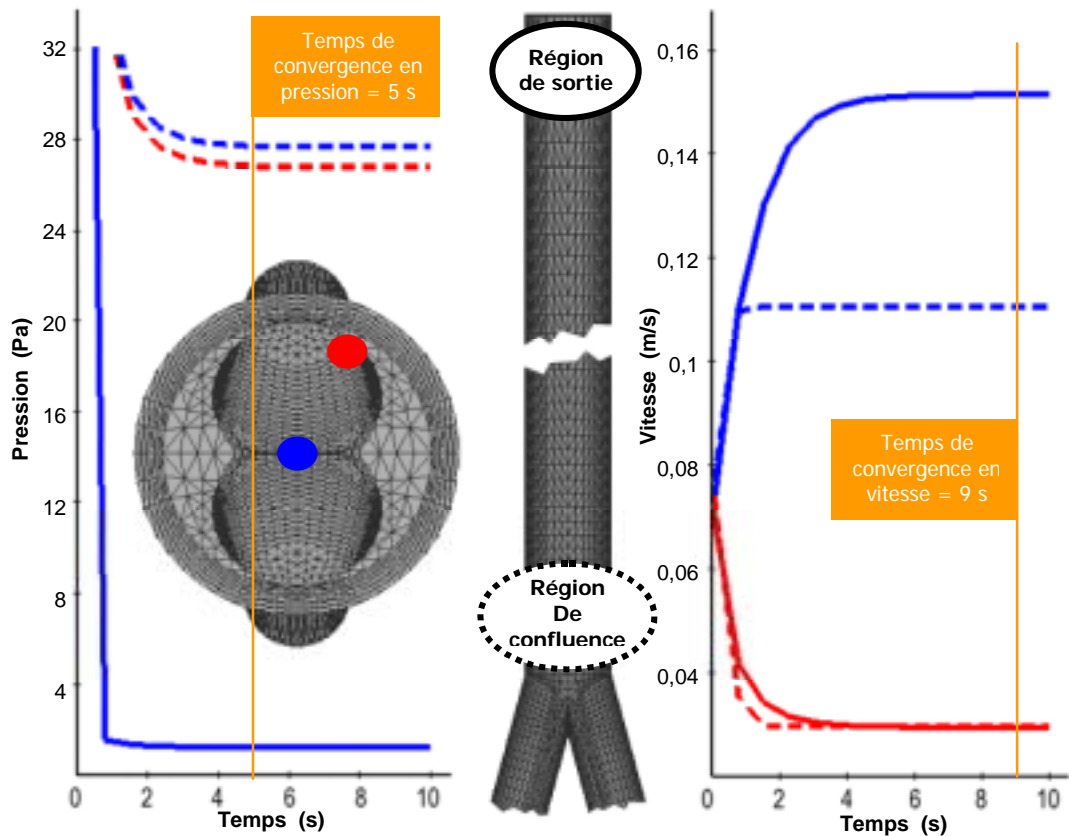 32
28
24
20
16
12
8
4
Pression (Pa)
0
2
4
6
8
10
Temps (s)
Temps de
convergence en
pression = 5 s
Région
de sortie
Région
De
confluence
0,16
0,14
0,12
0,1
0,08
0,06
0,04
Vitesse (m/s)
0
2
4
6
8
10
Temps (s)
Temps de
convergence en
vitesse = 9 s